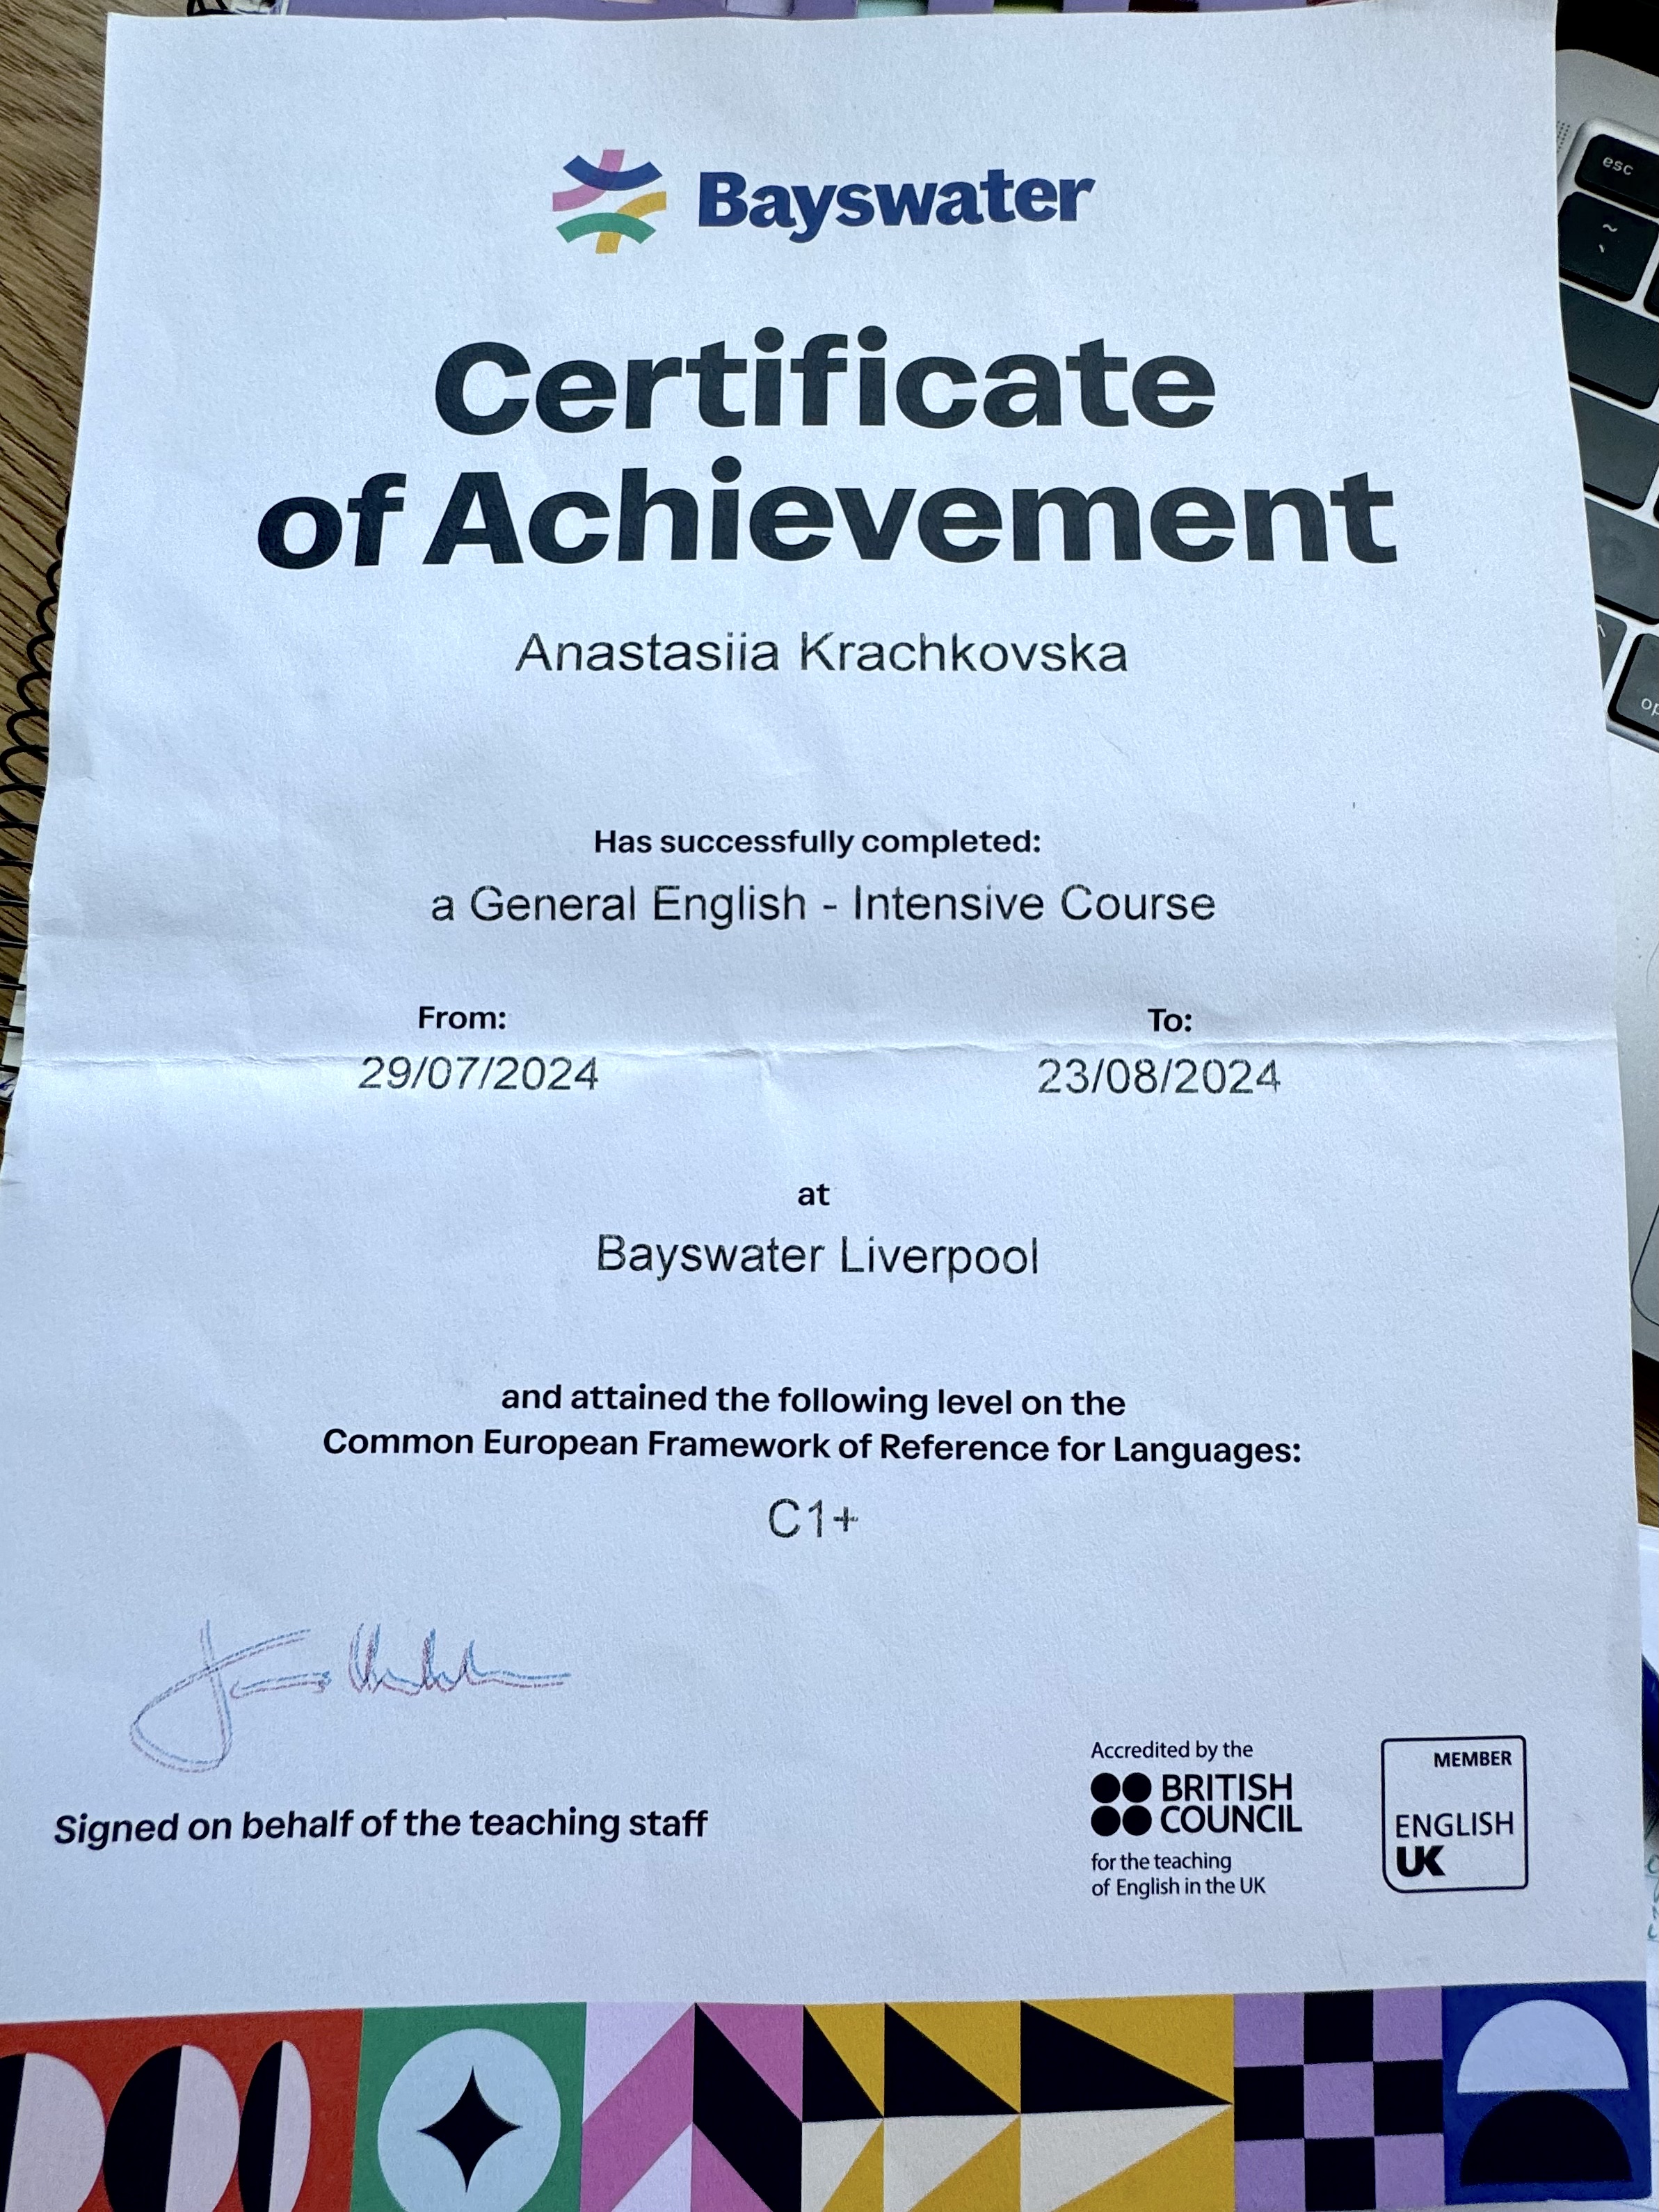 Bayswater
Certificate
of Achievement
Anastasiia Krachkovska
Has successfully completed:
a General English - Intensive Course
From:
To:
29/07/2024
23/08/2024
at
Bayswater Liverpool
and attained the following level on the
Common European Framework of Reference for Languages:
C1+
Signed on behalf of the teaching staff
Accredited by the
BRITISH
COUNCIL
for the teaching
of English in the UK
MEMBER
ENGLISH
UK
esc
~
`